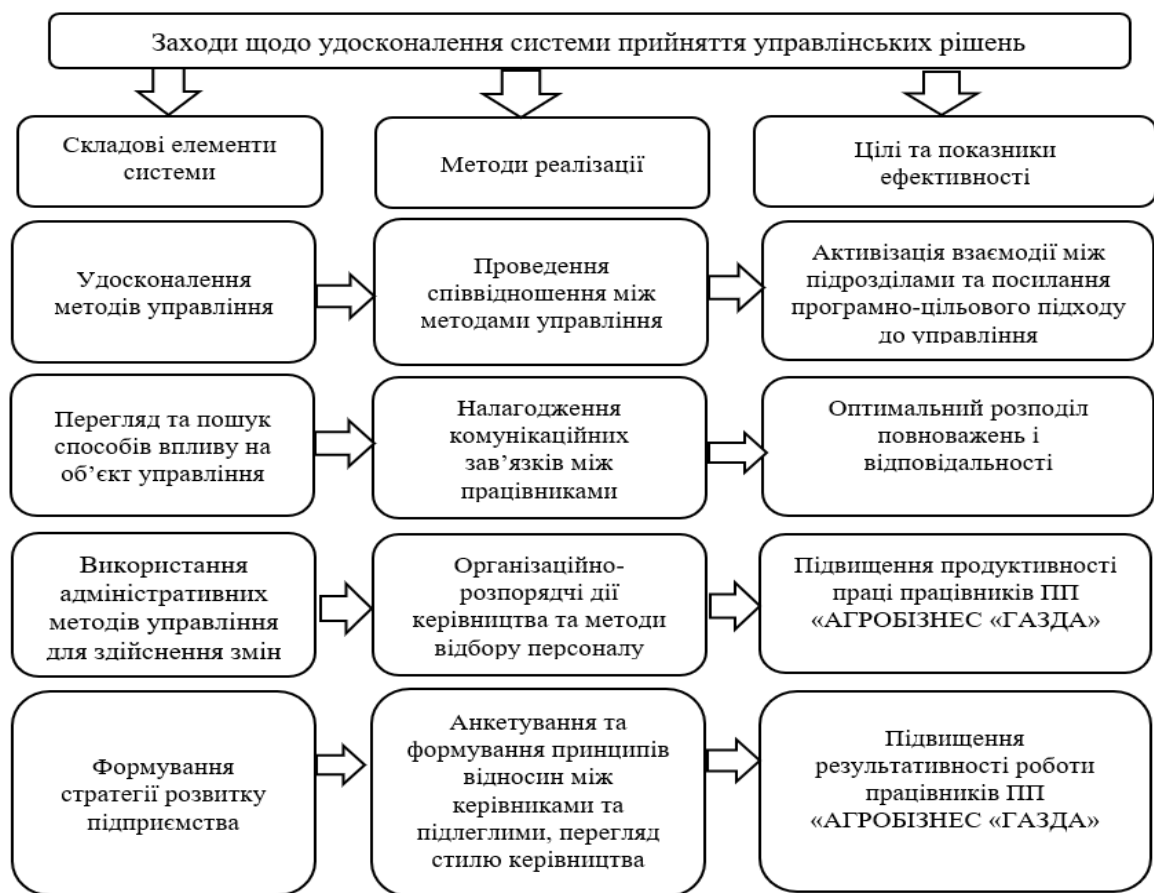 Заходи щодо удосконалення системи прийняття управлінських рішень
Складові елементи
системи
Методи реалізації
Цілі та показники
ефективності
Удосконалення
методів управління
Проведення
співвідношення між
методами управління
Активізація взаємодії між
підрозділами та посилання
програмно-цільового підходу
до управління
Перегляд та пошук
способів впливу на
об’єкт управління
Налагодження
комунікаційних
зав’язків між
працівниками
Оптимальний розподіл
повноважень і
відповідальності
Використання
адміністративних
методів управління
для здійснення змін
Організаційно-
розпорядчі дії
керівництва та методи
відбору персоналу
Підвищення продуктивності
праці працівників ПП
«АГРОБІЗНЕС «ГАЗДА»
Формування
стратегії розвитку
підприємства
Анкетування та
формування принципів
відносин між
керівниками та
підлеглими, перегляд
стилю керівництва
Підвищення
результативності роботи
працівників ПП
«АГРОБІЗНЕС «ГАЗДА»